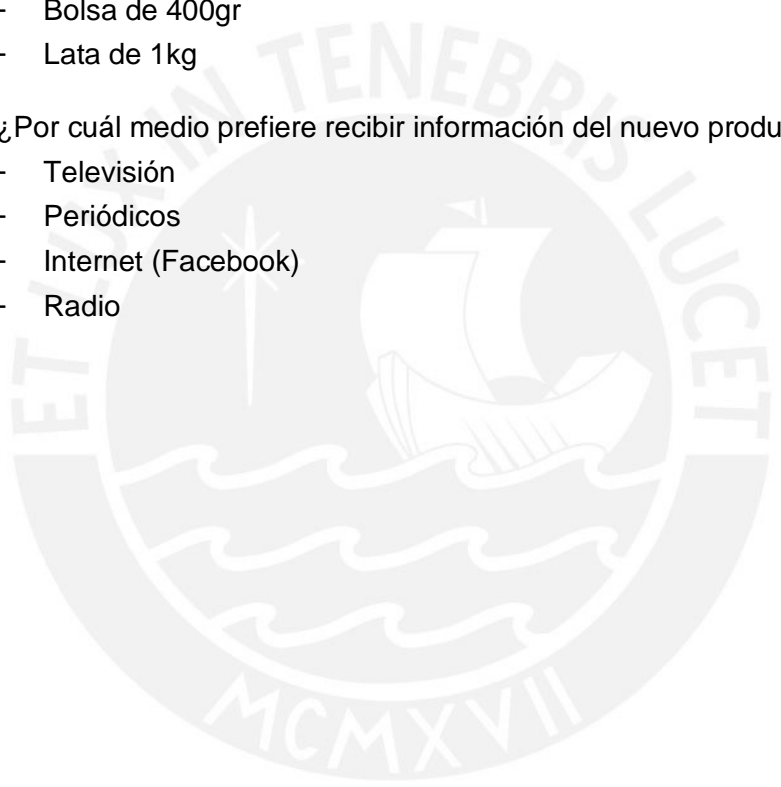 - Bolsa de 400gr
- Lata de 1kg
¿Por cuál medio prefiere recibir información del nuevo produ
- Televisión
- Periódicos
- Internet (Facebook)
- Radio
ET LUX IN TENEBRIS LUCET
MCMXVII